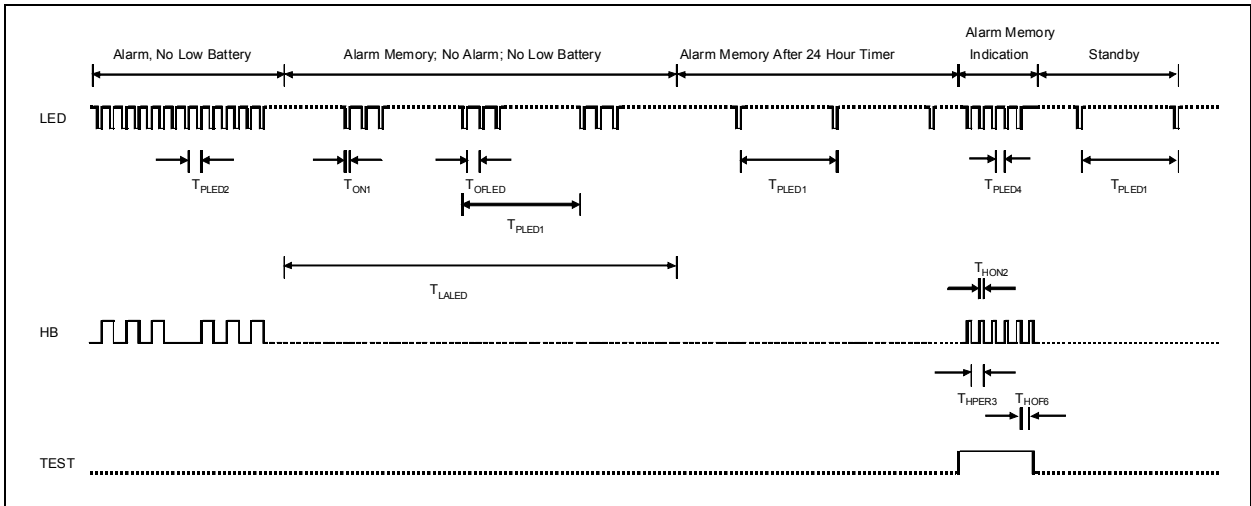 Alarm, No Low Battery
Alarm Memory; No Alarm; No Low Battery
Alarm Memory After 24 Hour Timer
Alarm Memory
Indication
Standby
LED
TPLED2
TON1
TOFLED
TPLED1
TPLED1
TPLED4
TPLED1
TLALED
THON2
HB
THPER3
THOF6
TEST